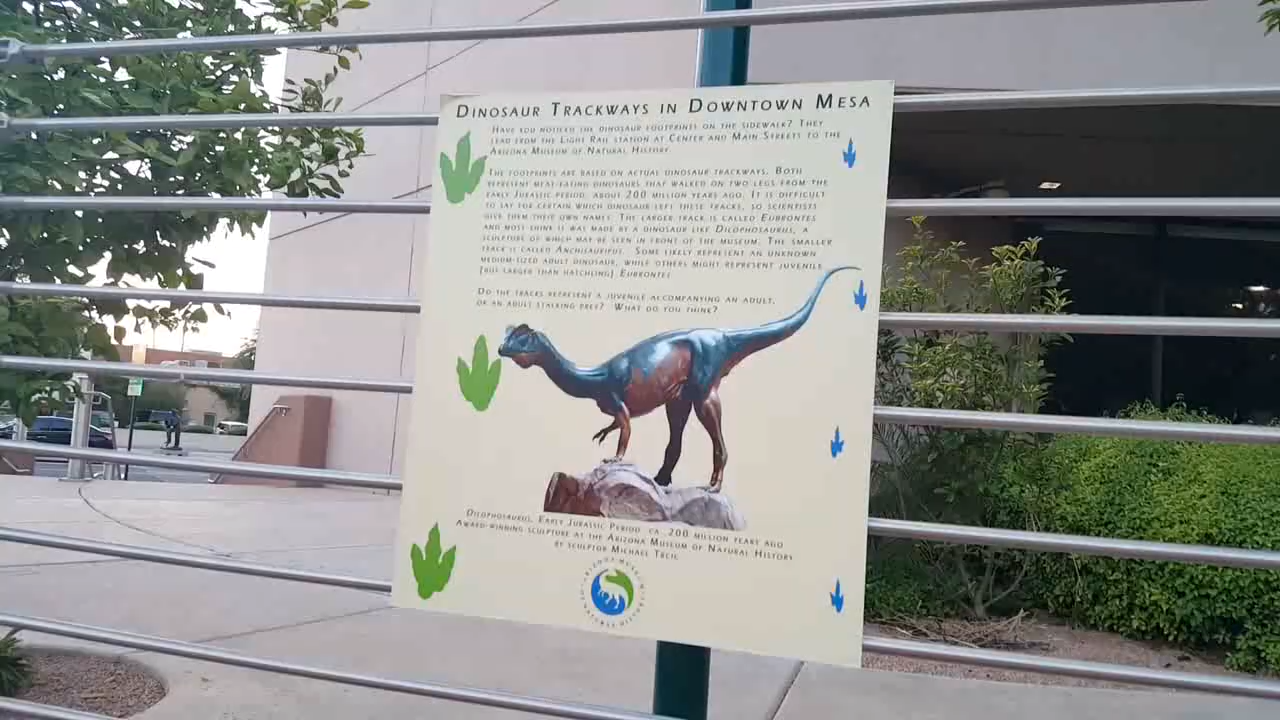 DINOSAUR TRACKWAYS IN DOWNTOWN MESA
HAVE YOU NOTICED THE DINOSAUR FOOTPRINTS ON THE SIDEWALK? THEY
LEAD FROM THE LIGHT RAIL STATION AT CENTER AND MAIN STREETS TO THE
ARIZONA MUSEUM OF NATURAL HISTORY.
THE FOOTPRINTS ARE BASED ON ACTUAL DINOSAUR TRACKWAYS. BOTH
REPRESENT MEAT-EATING DINOSAURS THAT WALKED ON TWO LEGS FROM THE
EARLY JURASSIC PERIOD, ABOUT 200 MILLION YEARS AGO. IT IS DIFFICULT
TO SAY FOR CERTAIN WHICH DINOSAUR LEFT THESE TRACKS, SO SCIENTISTS
GIVE THEM THEIR OWN NAMES. THE LARGER TRACK IS CALLED EUBRONTES
AND MOST THINK IT WAS MADE BY A DINOSAUR LIKE DILOPHOSAURUS, A
SCULPTURE OF WHICH MAY BE SEEN IN FRONT OF THE MUSEUM. THE SMALLER
TRACK IS CALLED ANCHISAURIPUS. SOME LIKELY REPRESENT AN UNKNOWN
MEDIUM-SIZED ADULT DINOSAUR, WHILE OTHERS MIGHT REPRESENT JUVENILE
(BUT LARGER THAN HATCHLING) EUBRONTES.
DO THE TRACKS REPRESENT A JUVENILE ACCOMPANYING AN ADULT,
OR AN ADULT STALKING PREY? WHAT DO YOU THINK?
DILOPHOSAURUS, EARLY JURASSIC PERIOD, CA. 200 MILLION YEARS AGO
AWARD-WINNING SCULPTURE AT THE ARIZONA MUSEUM OF NATURAL HISTORY
BY SCULPTOR MICHAEL TRCIC
ARIZONA MUSEUM OF NATURAL HISTORY